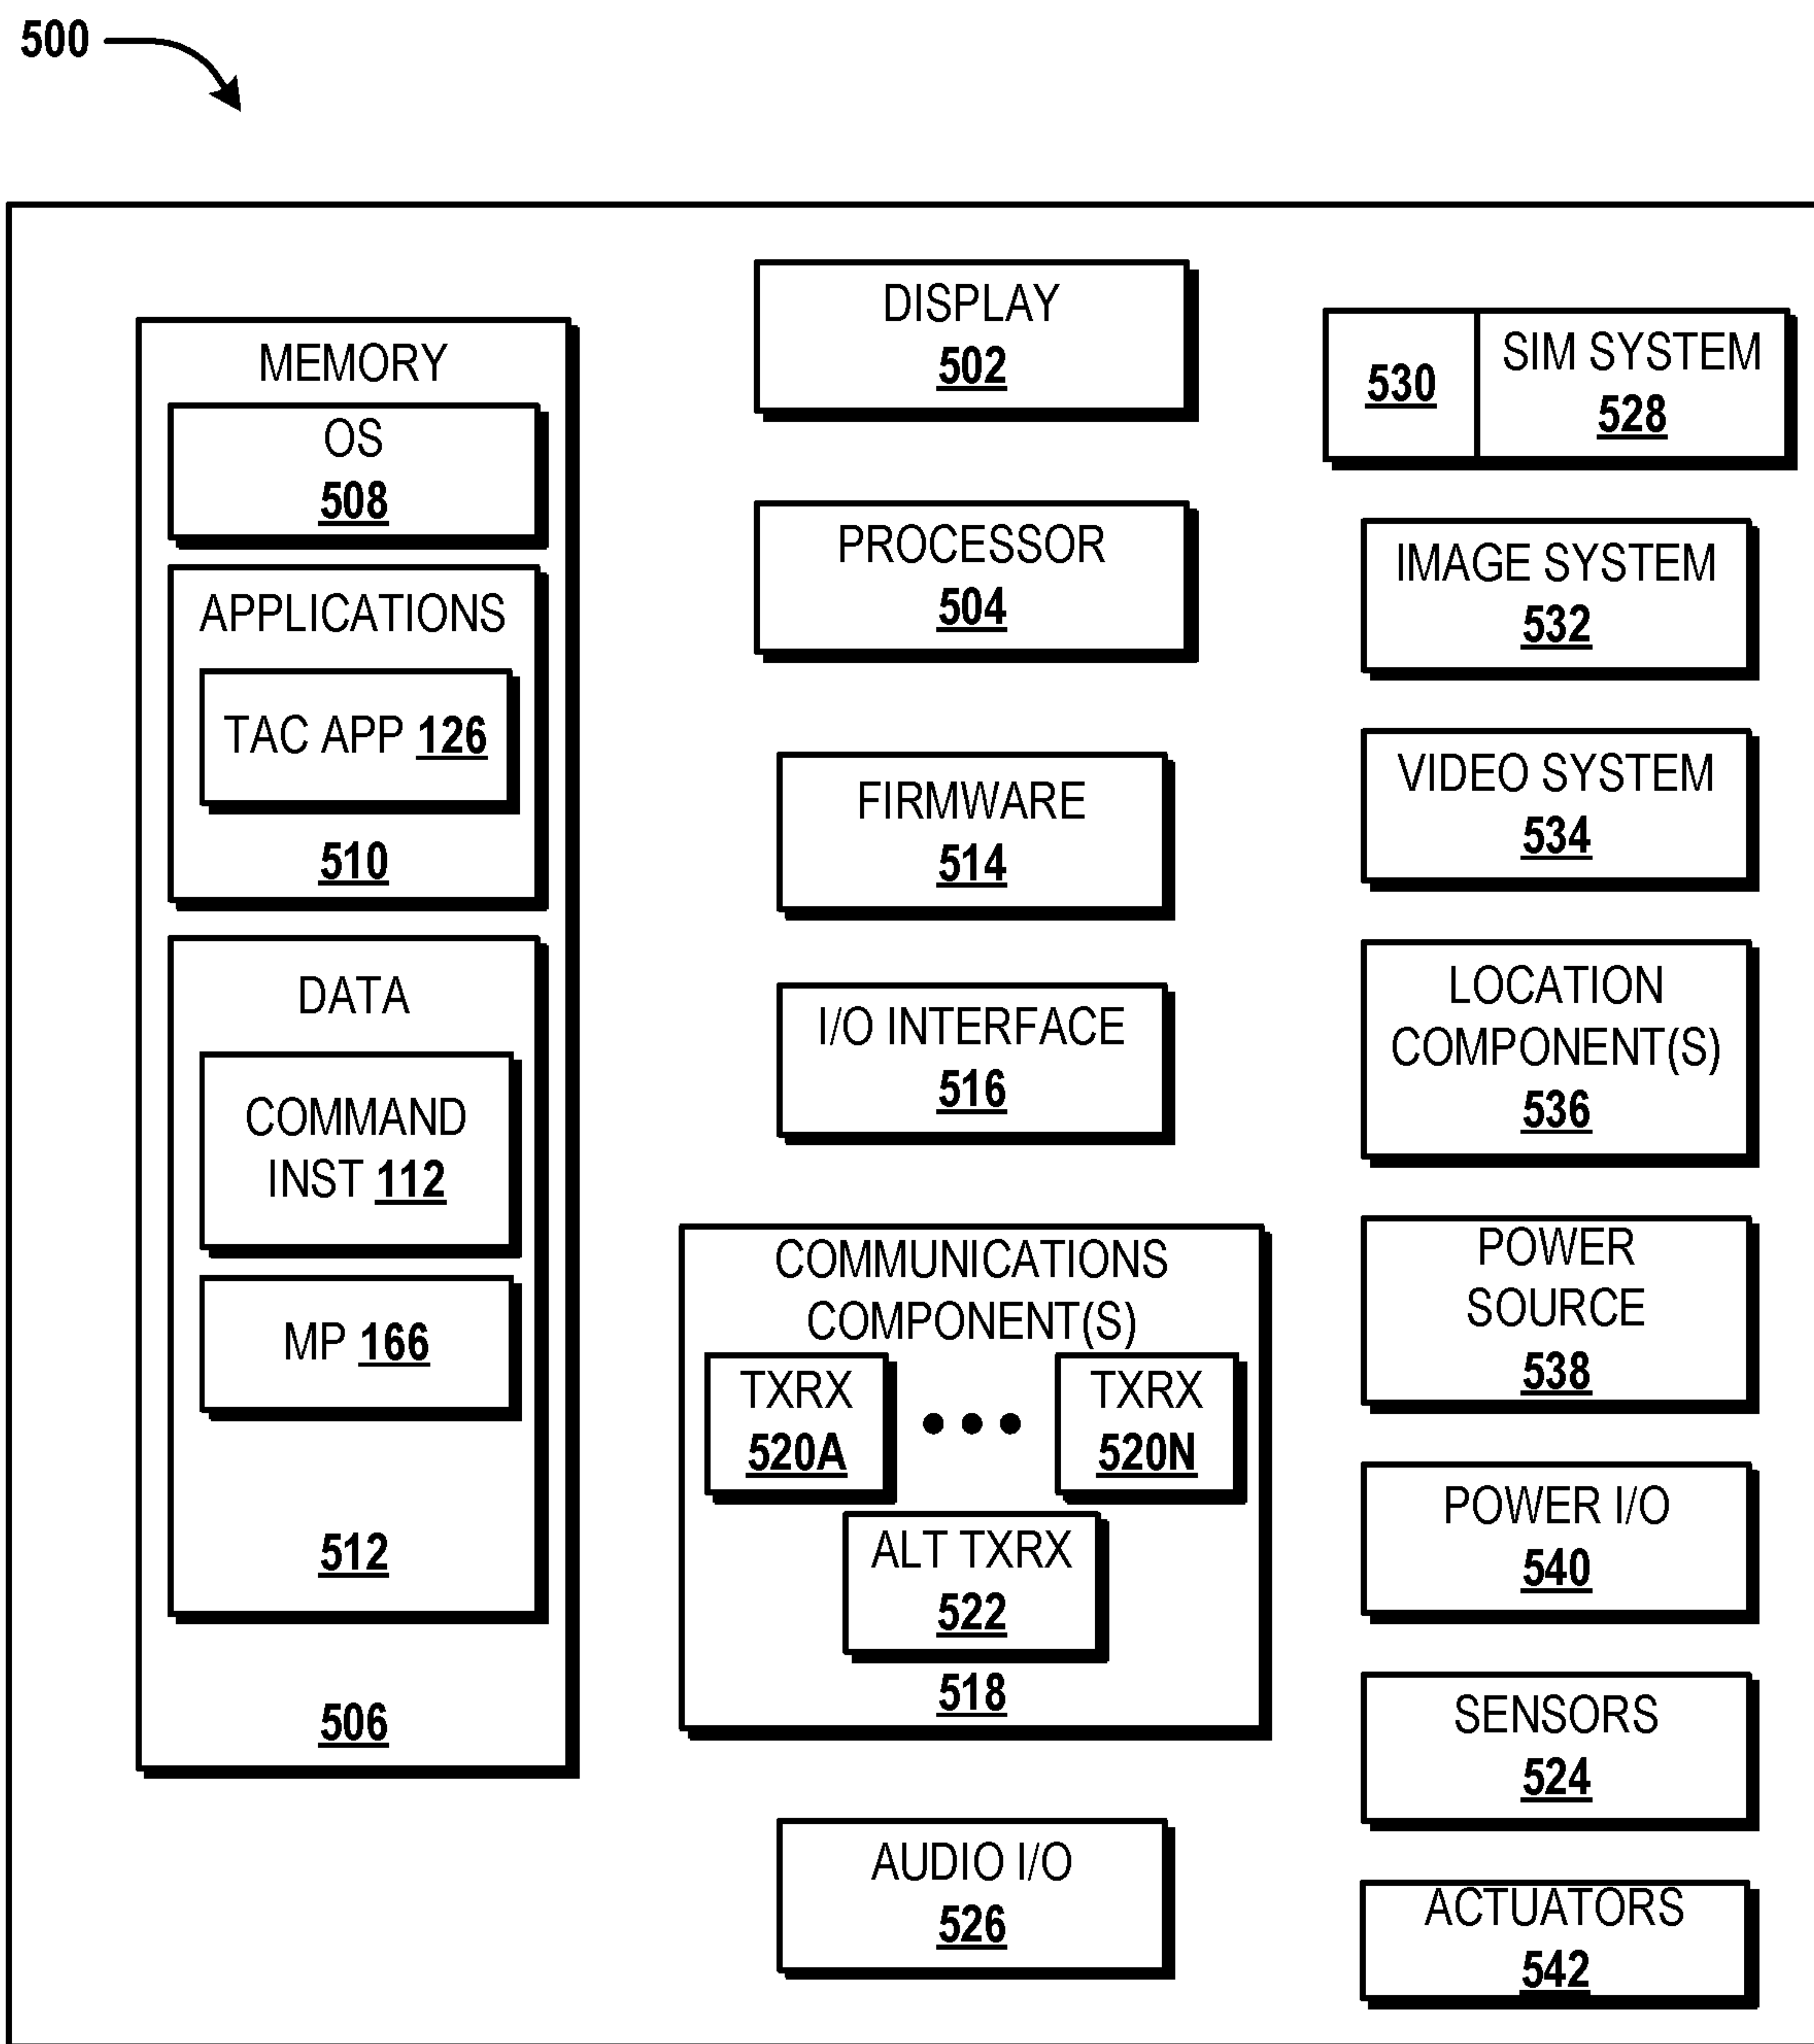 500
MEMORY
OS
508
APPLICATIONS
TAC APP 126
510
DATA
COMMAND
INST 112
MP 166
512
506
DISPLAY
502
PROCESSOR
504
FIRMWARE
514
I/O INTERFACE
516
COMMUNICATIONS
COMPONENT(S)
TXRX
520A
TXRX
520N
ALT TXRX
522
518
AUDIO I/O
526
530
SIM SYSTEM
528
IMAGE SYSTEM
532
VIDEO SYSTEM
534
LOCATION
COMPONENT(S)
536
POWER
SOURCE
538
POWER I/O
540
SENSORS
524
ACTUATORS
542